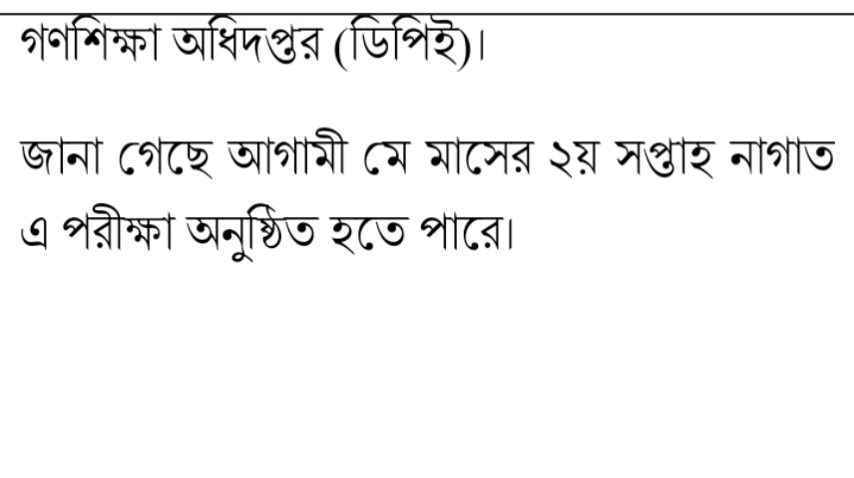 গণশিক্ষা অধিদপ্তর (ডিপিই)।
জানা গেছে আগামী মে মাসের ২য় সপ্তাহ নাগাত
এ পরীক্ষা অনুষ্ঠিত হতে পারে।